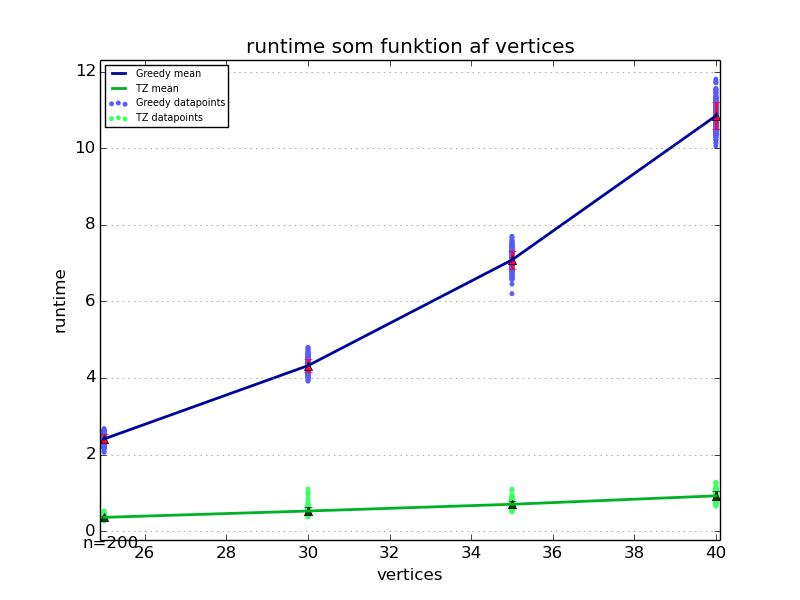 runtime som funktion af vertices
12
10
8
6
4
2
0
runtime
Greedy mean
TZ mean
Greedy datapoints
TZ datapoints
n=200
26 28 30 32 34 36 38 40
vertices